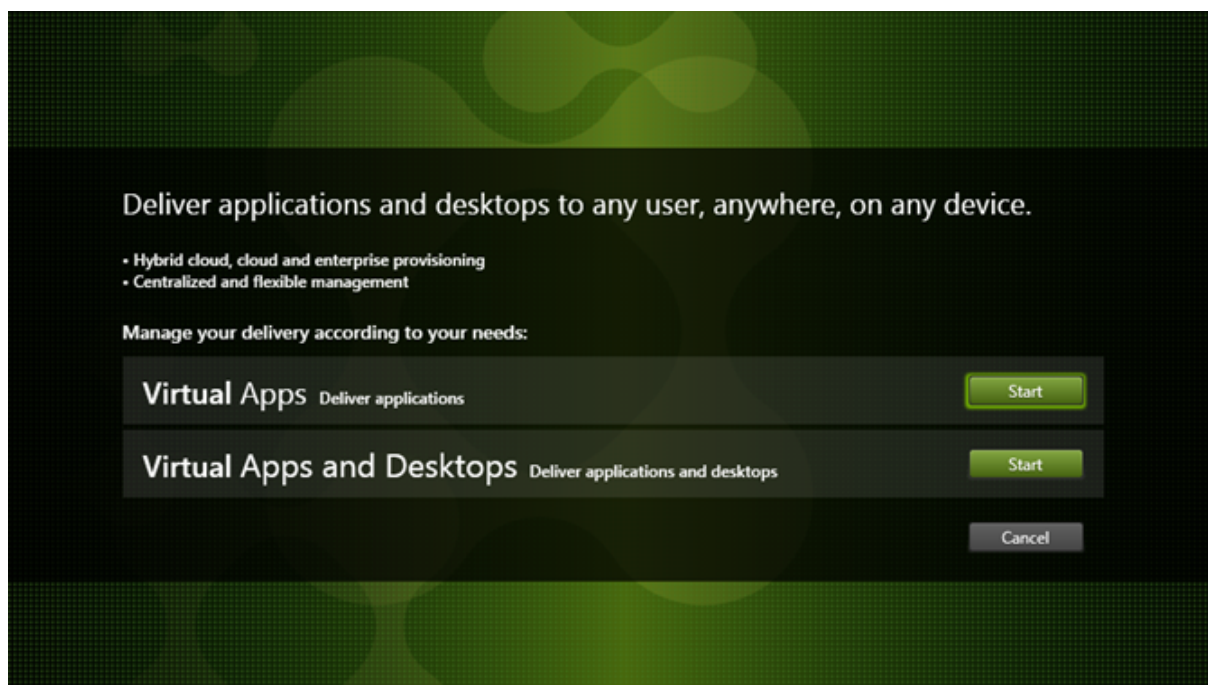 Deliver applications and desktops to any user, anywhere, on any device.
• Hybrid cloud, cloud and enterprise provisioning
• Centralized and flexible management
Manage your delivery according to your needs:
Virtual Apps Deliver applications
Start
Virtual Apps and Desktops Deliver applications and desktops
Start
Cancel